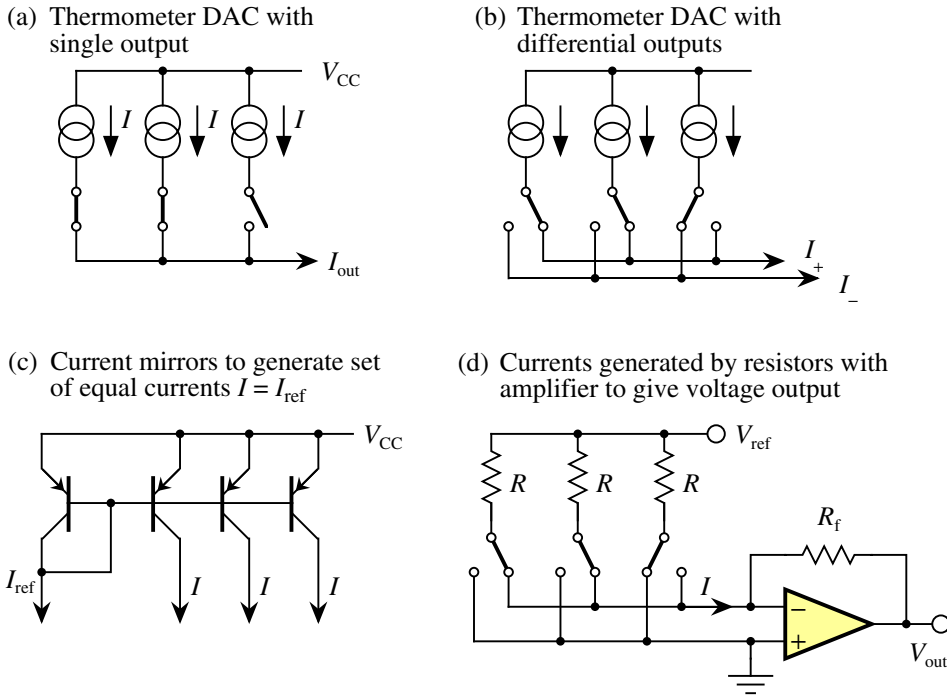 (a) Thermometer DAC with
single output
V_CC
I I I
I_out
(b) Thermometer DAC with
differential outputs
I_+
I_−
(c) Current mirrors to generate set
of equal currents I = I_ref
V_CC
I_ref
I I I
(d) Currents generated by resistors with
amplifier to give voltage output
V_ref
R R R
R_f
I
−
+
V_out